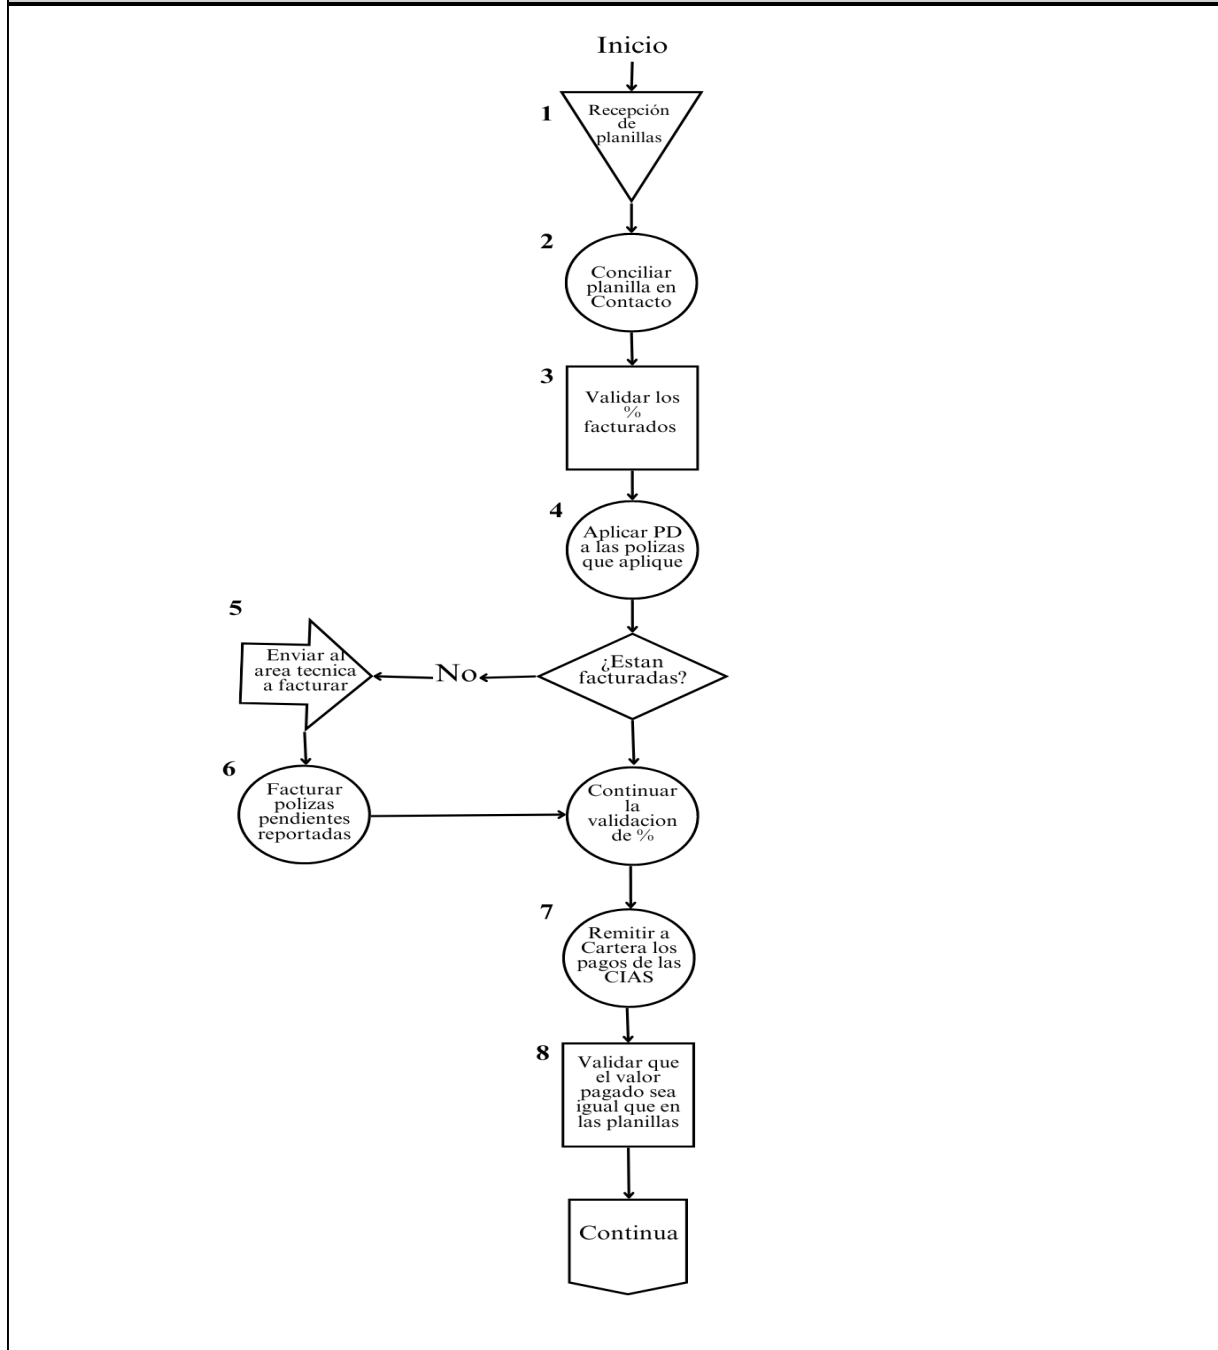 Inicio
1
Recepción
de
planillas
2
Conciliar
planilla en
Contacto
3
Validar los
%
facturados
4
Aplicar PD
a las polizas
que aplique
¿Estan
facturadas?
No
5
Enviar al
area tecnica
a facturar
6
Facturar
polizas
pendientes
reportadas
Continuar
la
validacion
de %
7
Remitir a
Cartera los
pagos de las
CIAS
8
Validar que
el valor
pagado sea
igual que en
las planillas
Continua